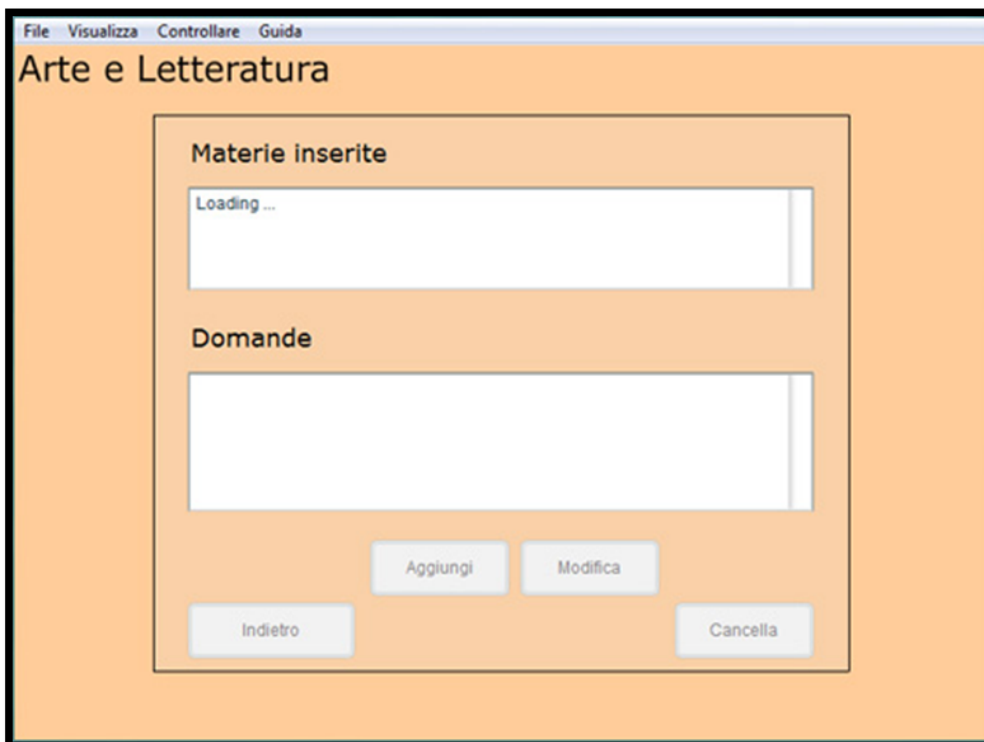 File Visualizza Controllare Guida
Arte e Letteratura
Materie inserite
Loading ...
Domande
Aggiungi Modifica
Indietro Cancella